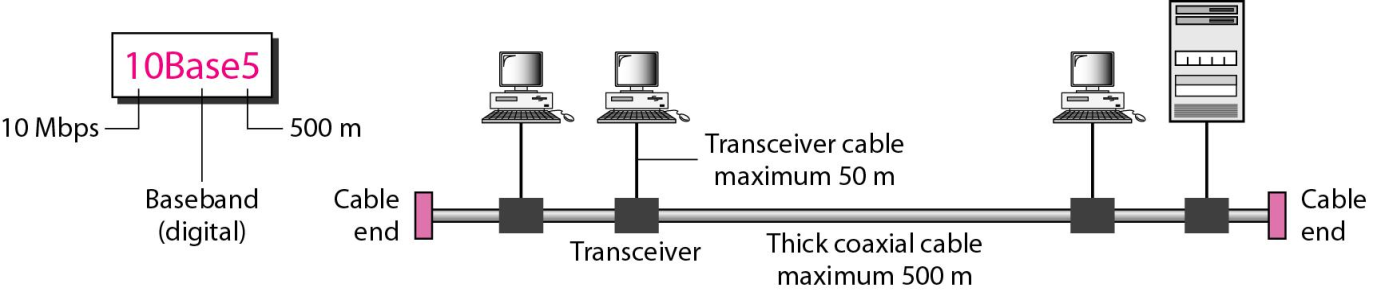 10Base5
10 Mbps
500 m
Baseband
(digital)
Cable
end
Transceiver cable
maximum 50 m
Transceiver
Thick coaxial cable
maximum 500 m
Cable
end